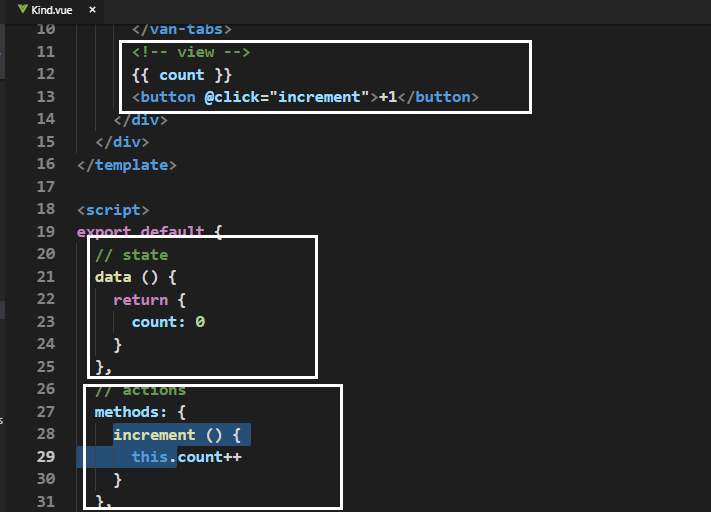 Kind.vue ×
10 </van-tabs>
11 <!-- view -->
12 {{ count }}
13 <button @click="increment">+1</button>
14 </div>
15 </div>
16 </template>
17
18 <script>
19 export default {
20 // state
21 data () {
22 return {
23 count: 0
24 }
25 },
26 // actions
27 methods: {
28 increment () {
29 this.count++
30 }
31 },